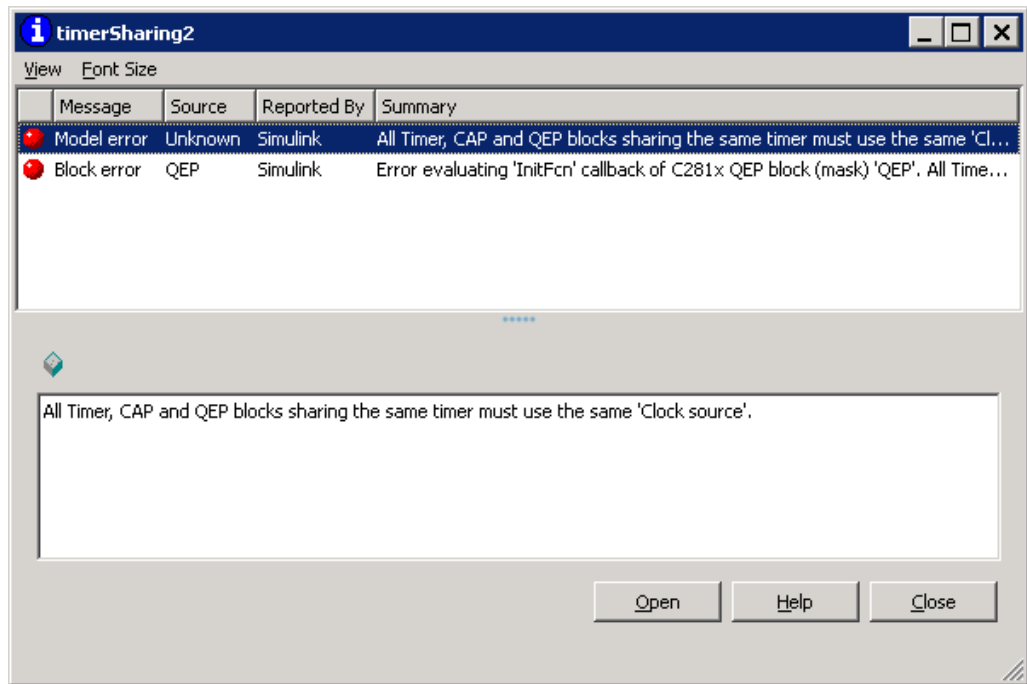 timerSharing2
View Font Size
Message Source Reported By Summary
Model error Unknown Simulink All Timer, CAP and QEP blocks sharing the same timer must use the same 'Cl...
Block error QEP Simulink Error evaluating 'InitFcn' callback of C281x QEP block (mask) 'QEP'. All Time...
All Timer, CAP and QEP blocks sharing the same timer must use the same 'Clock source'.
Open Help Close